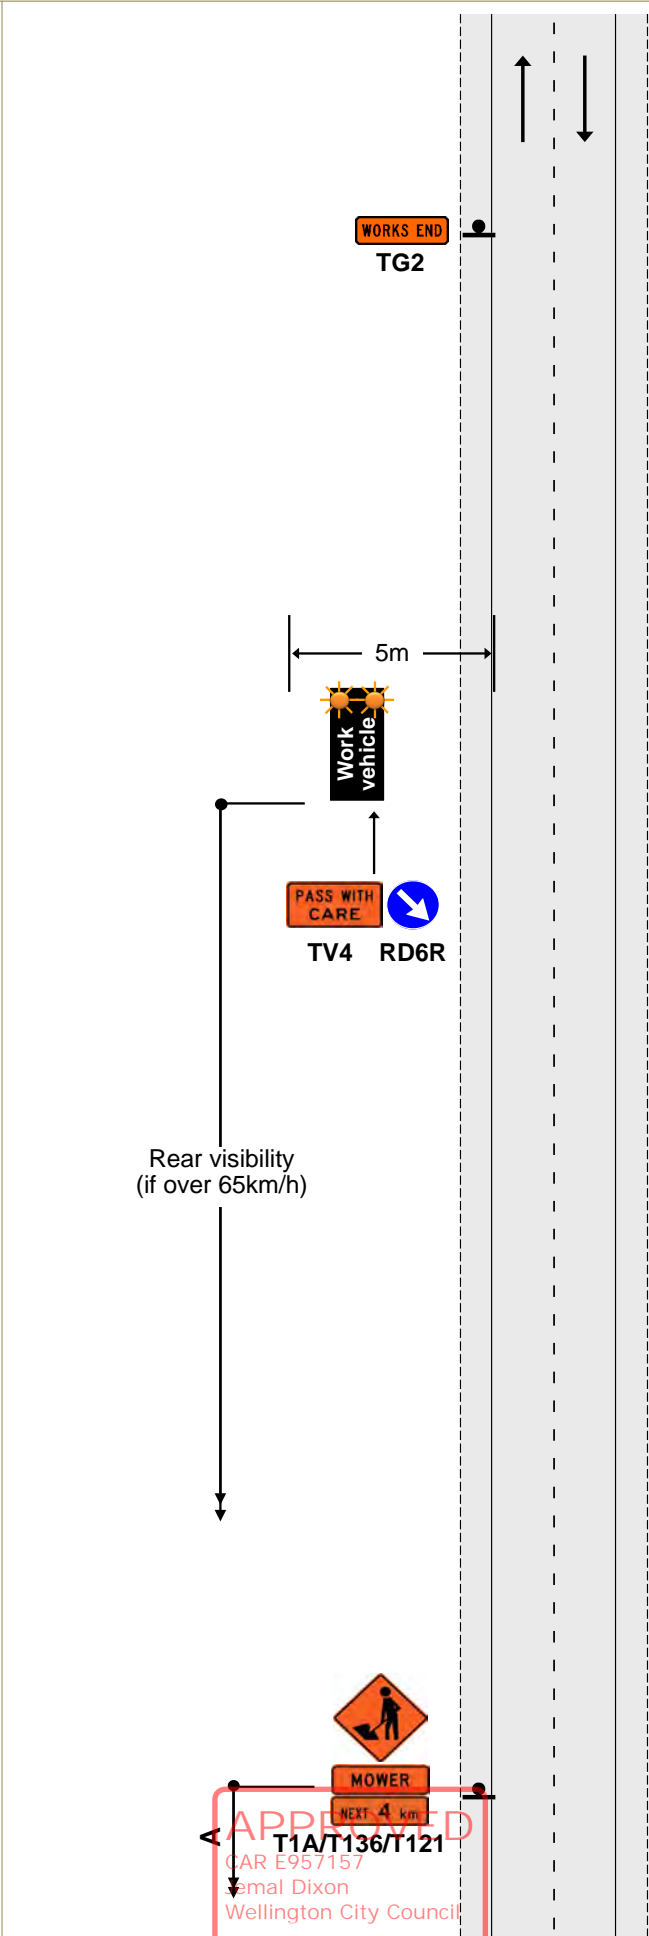 WORKS END
TG2
5m
Work
vehicle
PASS WITH
CARE
TV4 RD6R
Rear visibility
(if over 65km/h)
MOWER
NEXT 4 km
T1A/T136/T121
A
APPROVED
CAR E957157
Jemal Dixon
Wellington City Council